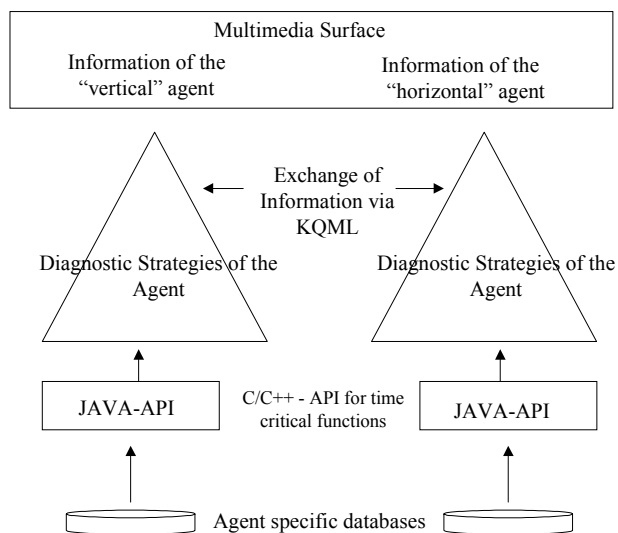 Multimedia Surface
Information of the
“vertical” agent
Information of the
“horizontal” agent
Exchange of
Information via
KQML
Diagnostic Strategies of the
Agent
Diagnostic Strategies of the
Agent
JAVA-API
C/C++ - API for time
critical functions
JAVA-API
Agent specific databases